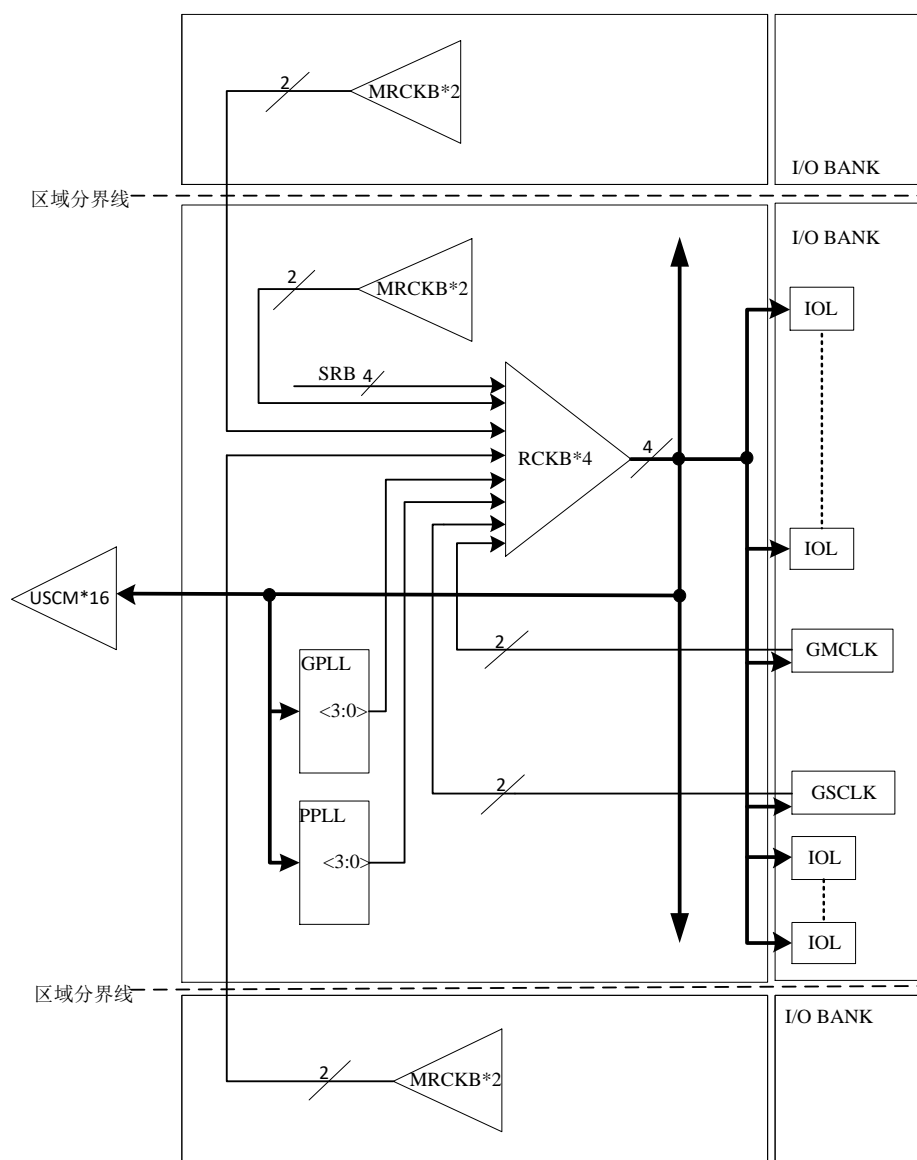 2
MRCKB*2
I/O BANK
区域分界线
I/O BANK
2
MRCKB*2
IOL
SRB 4
RCKB*4
4
IOL
USCM*16
2
GMCLK
GPLL
<3:0>
2
GSCLK
PPLL
<3:0>
IOL
IOL
区域分界线
I/O BANK
2
MRCKB*2